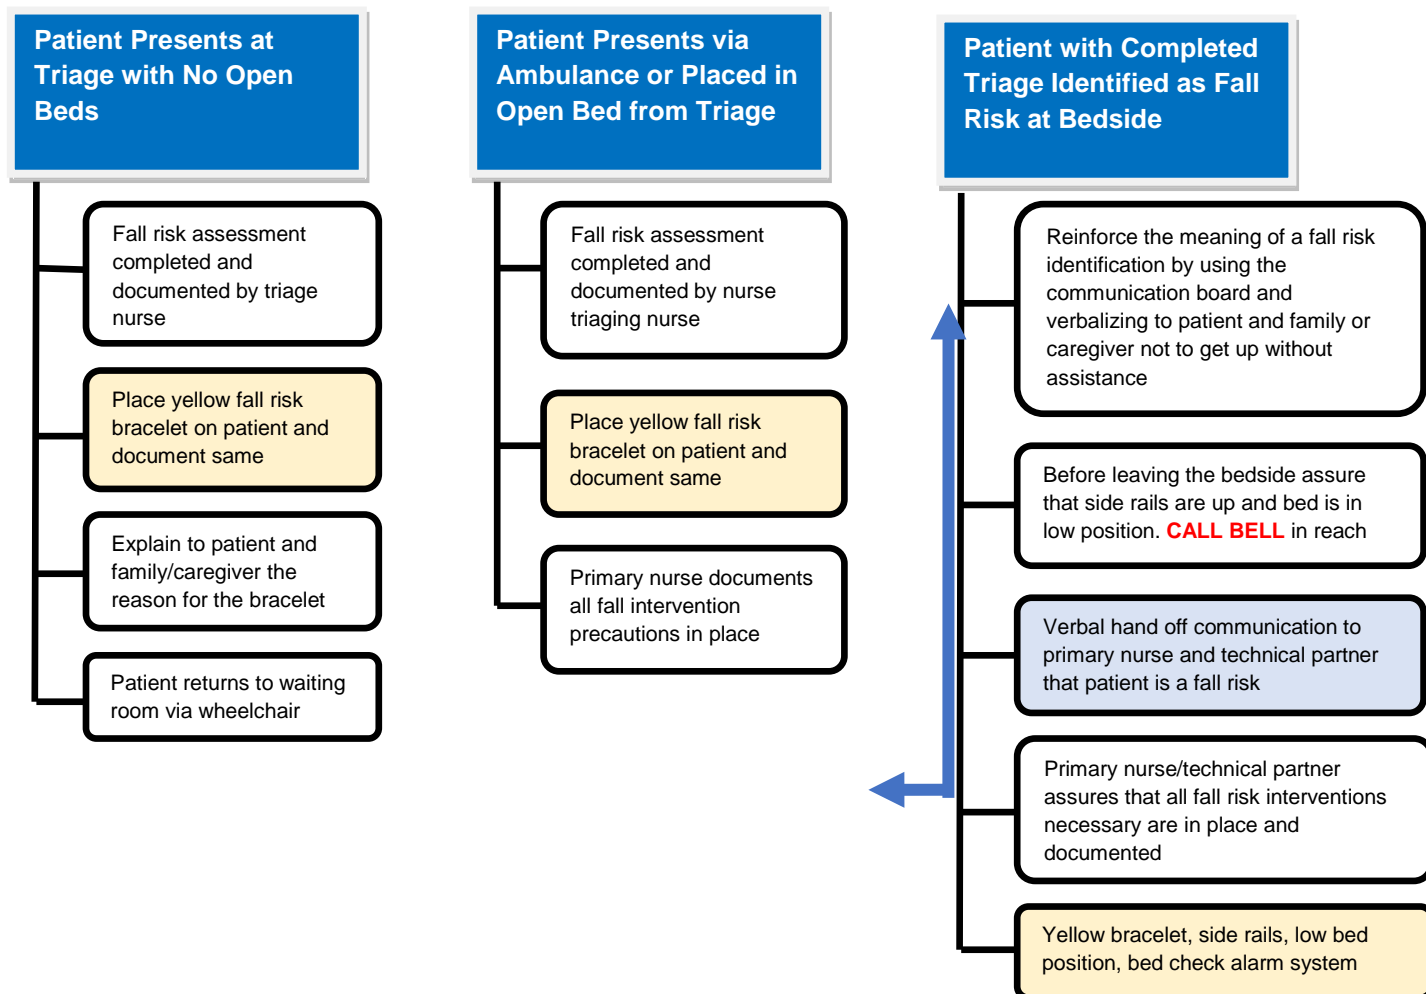 Patient Presents at
Triage with No Open
Beds
Fall risk assessment
completed and
documented by triage
nurse
Place yellow fall risk
bracelet on patient and
document same
Explain to patient and
family/caregiver the
reason for the bracelet
Patient returns to waiting
room via wheelchair
Patient Presents via
Ambulance or Placed in
Open Bed from Triage
Fall risk assessment
completed and
documented by nurse
triaging nurse
Place yellow fall risk
bracelet on patient and
document same
Primary nurse documents
all fall intervention
precautions in place
Patient with Completed
Triage Identified as Fall
Risk at Bedside
Reinforce the meaning of a fall risk
identification by using the
communication board and
verbalizing to patient and family or
caregiver not to get up without
assistance
Before leaving the bedside assure
that side rails are up and bed is in
low position. CALL BELL in reach
Verbal hand off communication to
primary nurse and technical partner
that patient is a fall risk
Primary nurse/technical partner
assures that all fall risk interventions
necessary are in place and
documented
Yellow bracelet, side rails, low bed
position, bed check alarm system